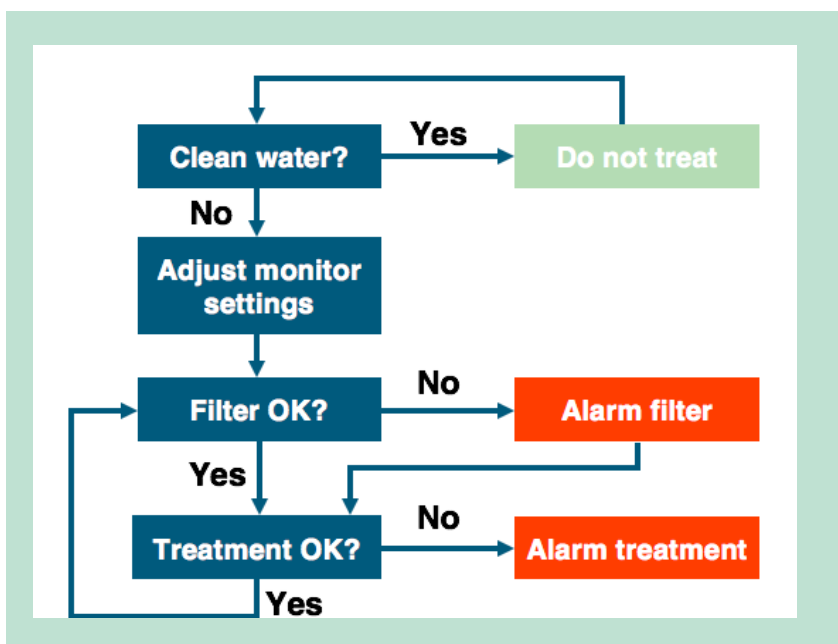 Clean water?
Yes
Do not treat
No
Adjust monitor
settings
Filter OK?
No
Alarm filter
Yes
Treatment OK?
No
Alarm treatment
Yes